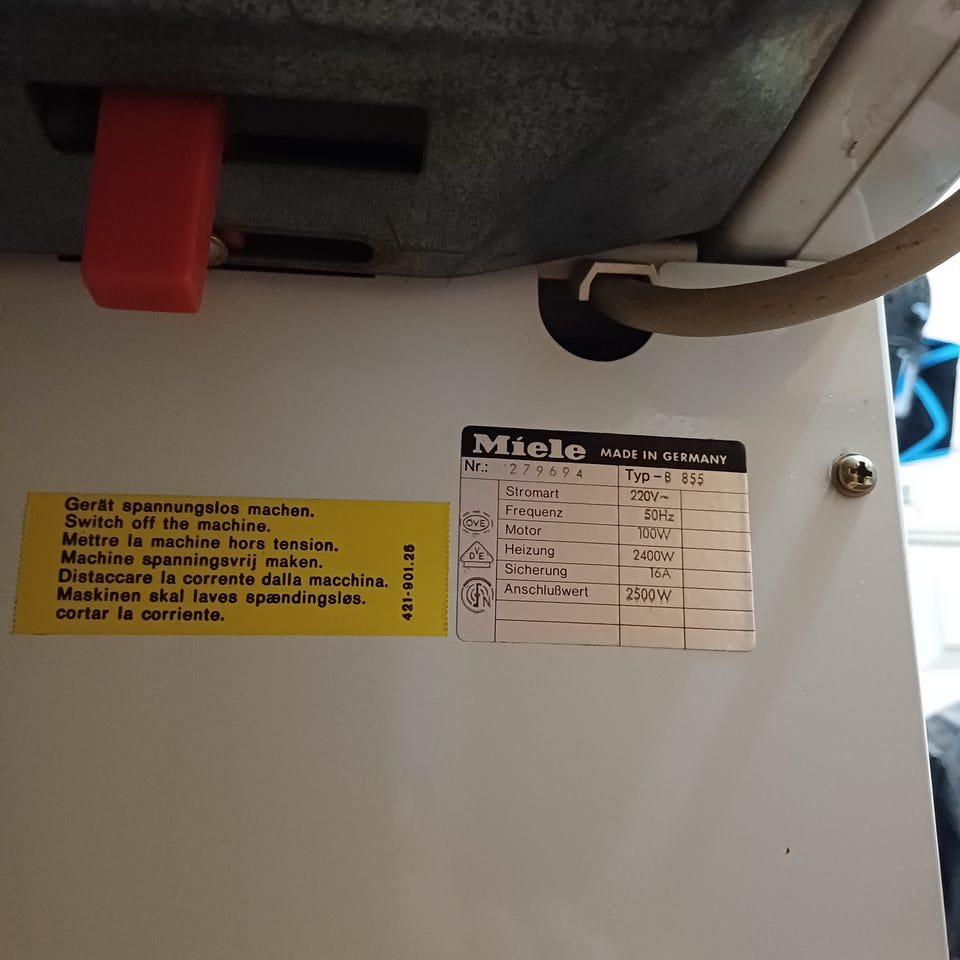 Gerät spannungslos machen.
Switch off the machine.
Mettre la machine hors tension.
Machine spanningsvrij maken.
Distaccare la corrente dalla macchina.
Maskinen skal laves spændingsløs.
cortar la corriente.
421-901.25
Miele MADE IN GERMANY
Nr.: 279694 Typ-B 855
Stromart 220V~
Frequenz 50Hz
Motor 100W
Heizung 2400W
Sicherung 16A
Anschlußwert 2500W
ÖVE
VDE